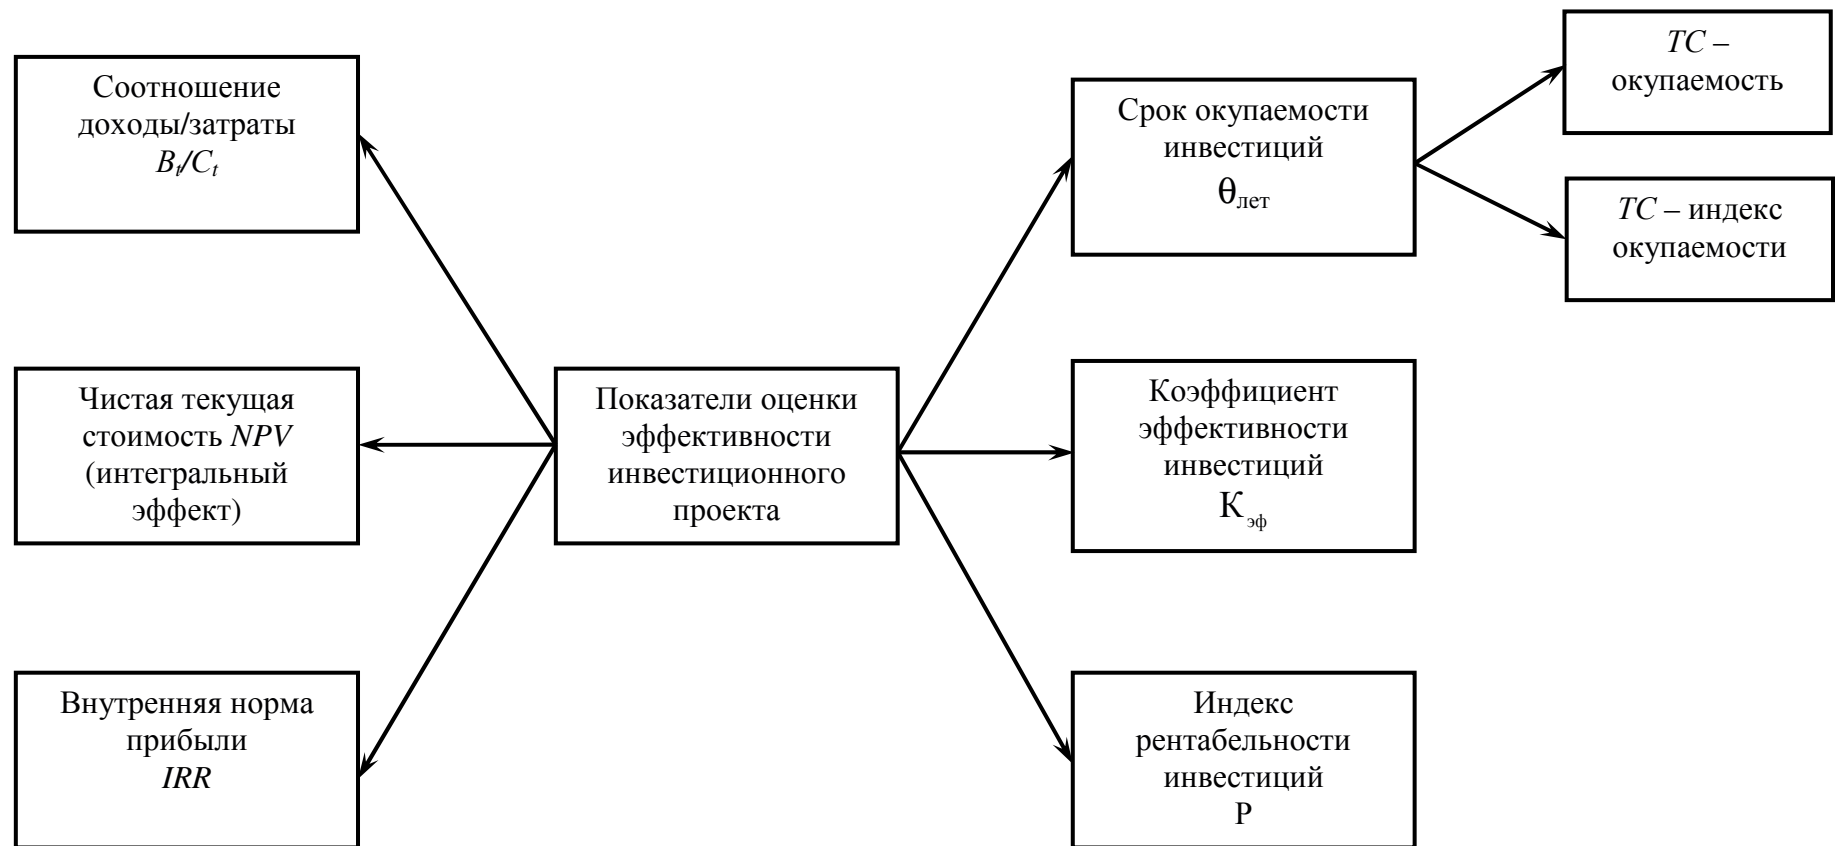 Соотношение
доходы/затраты
Bt/Ct
Чистая текущая
стоимость NPV
(интегральный
эффект)
Внутренняя норма
прибыли
IRR
Показатели оценки
эффективности
инвестиционного
проекта
Срок окупаемости
инвестиций
θлет
Коэффициент
эффективности
инвестиций
Кэф
Индекс
рентабельности
инвестиций
Р
TC –
окупаемость
TC – индекс
окупаемости